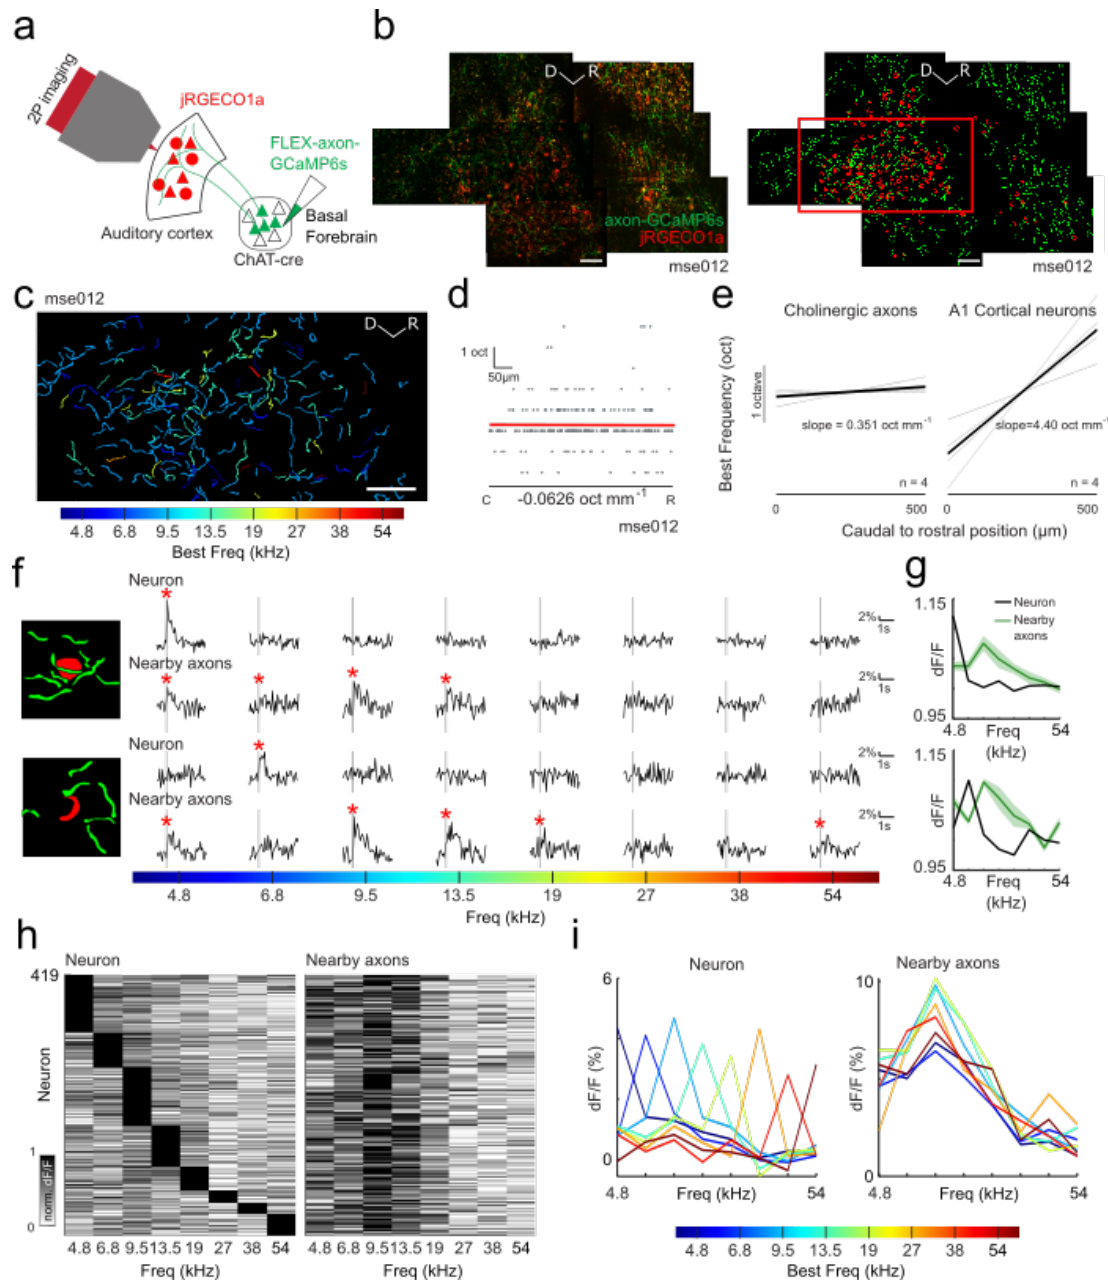 a
2P imaging
jRGECO1a
FLEX-axon-
GCaMP6s
Auditory cortex
Basal
Forebrain
ChAT-cre
b
D R
axon-GCaMP6s
jRGECO1a
mse012
D R
mse012
c
mse012
D R
4.8 6.8 9.5 13.5 19 27 38 54
Best Freq (kHz)
d
1 oct
50µm
C -0.0626 oct mm⁻¹ R
mse012
e
Cholinergic axons A1 Cortical neurons
Best Frequency (oct)
1 octave
slope = 0.351 oct mm⁻¹
slope=4.40 oct mm⁻¹
n = 4 n = 4
0 500 0 500
Caudal to rostral position (µm)
f
Neuron
* 2% 1s
Nearby axons
* * * * 2% 1s
Neuron
* 2% 1s
Nearby axons
* * * * * 2% 1s
4.8 6.8 9.5 13.5 19 27 38 54
Freq (kHz)
g
1.15
Neuron
Nearby
axons
dF/F
0.95
4.8 Freq 54
(kHz)
1.15
dF/F
0.95
4.8 Freq 54
(kHz)
h
Neuron Nearby axons
419
Neuron
1
norm. dF/F
0
4.8 6.8 9.5 13.5 19 27 38 54
Freq (kHz)
4.8 6.8 9.5 13.5 19 27 38 54
Freq (kHz)
i
Neuron Nearby axons
6
dF/F (%)
0
4.8 Freq (kHz) 54
10
dF/F (%)
0
4.8 Freq (kHz) 54
4.8 6.8 9.5 13.5 19 27 38 54
Best Freq (kHz)